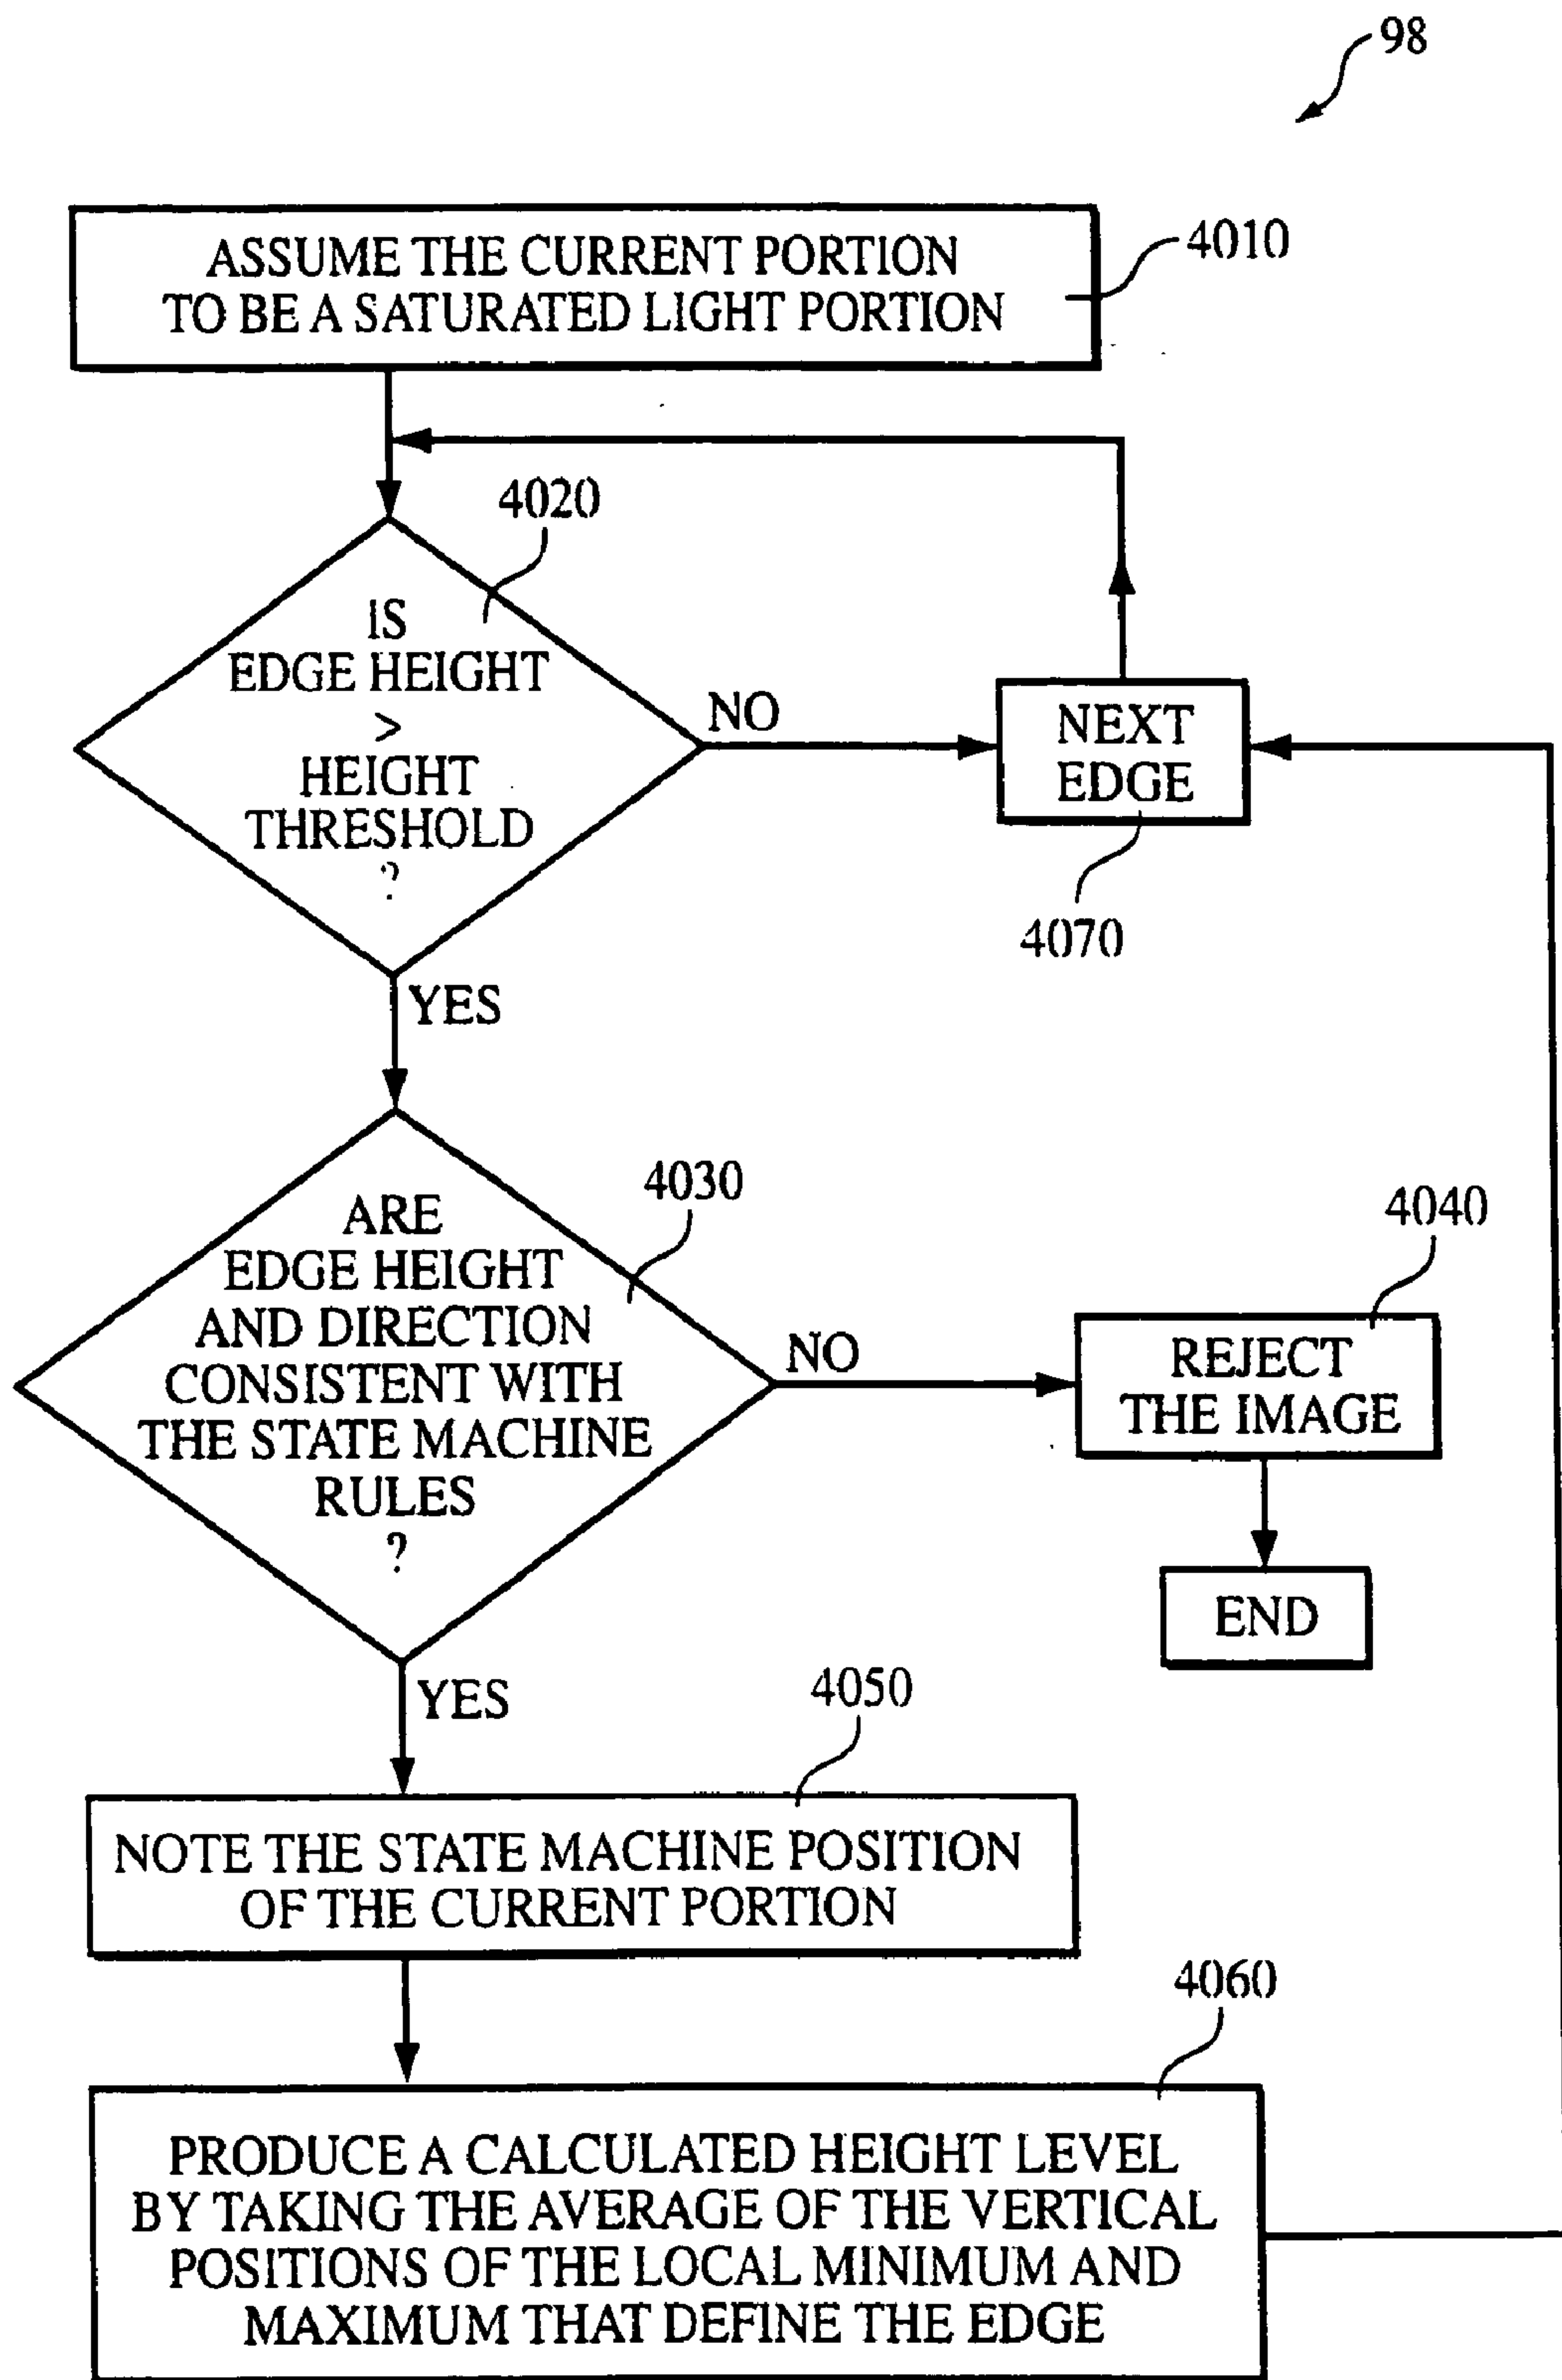 98
ASSUME THE CURRENT PORTION
TO BE A SATURATED LIGHT PORTION
4010
4020
IS
EDGE HEIGHT
>
HEIGHT
THRESHOLD
?
NO
NEXT
EDGE
4070
YES
4030
ARE
EDGE HEIGHT
AND DIRECTION
CONSISTENT WITH
THE STATE MACHINE
RULES
?
NO
4040
REJECT
THE IMAGE
END
YES
4050
NOTE THE STATE MACHINE POSITION
OF THE CURRENT PORTION
4060
PRODUCE A CALCULATED HEIGHT LEVEL
BY TAKING THE AVERAGE OF THE VERTICAL
POSITIONS OF THE LOCAL MINIMUM AND
MAXIMUM THAT DEFINE THE EDGE